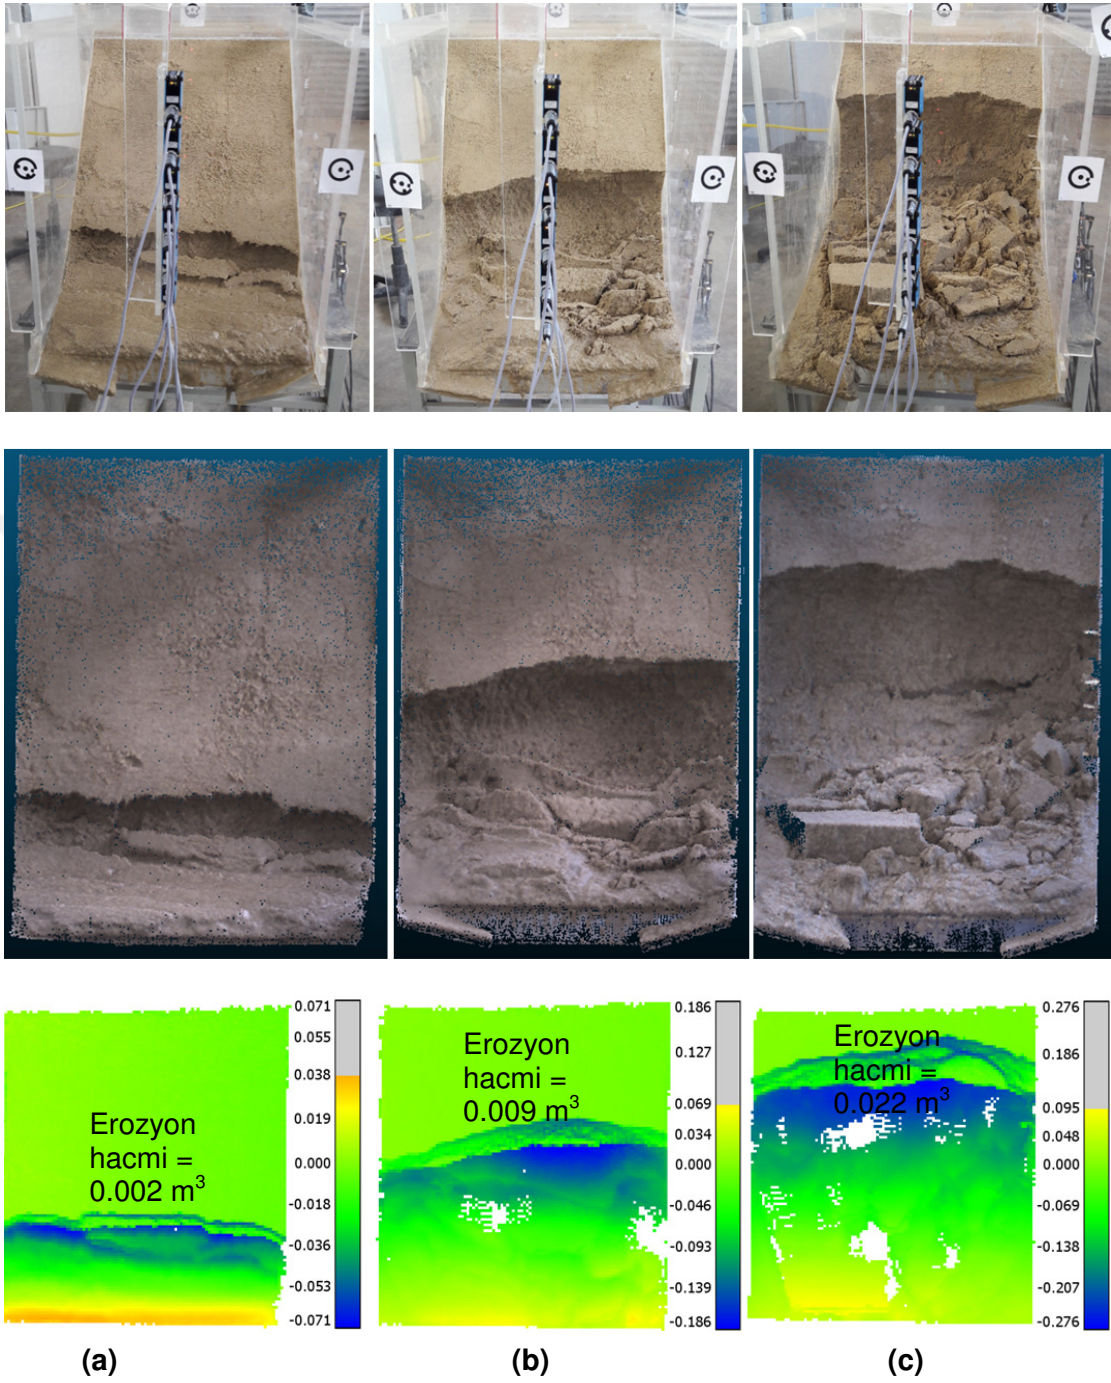 0.071
0.055
0.038
0.019
0.000
-0.018
-0.036
-0.053
-0.071
Erozyon
hacmi =
0.002 m³
0.186
0.127
0.069
0.034
0.000
-0.046
-0.093
-0.139
-0.186
Erozyon
hacmi =
0.009 m³
0.276
0.186
0.095
0.048
0.000
-0.069
-0.138
-0.207
-0.276
Erozyon
hacmi =
0.022 m³
(a)
(b)
(c)